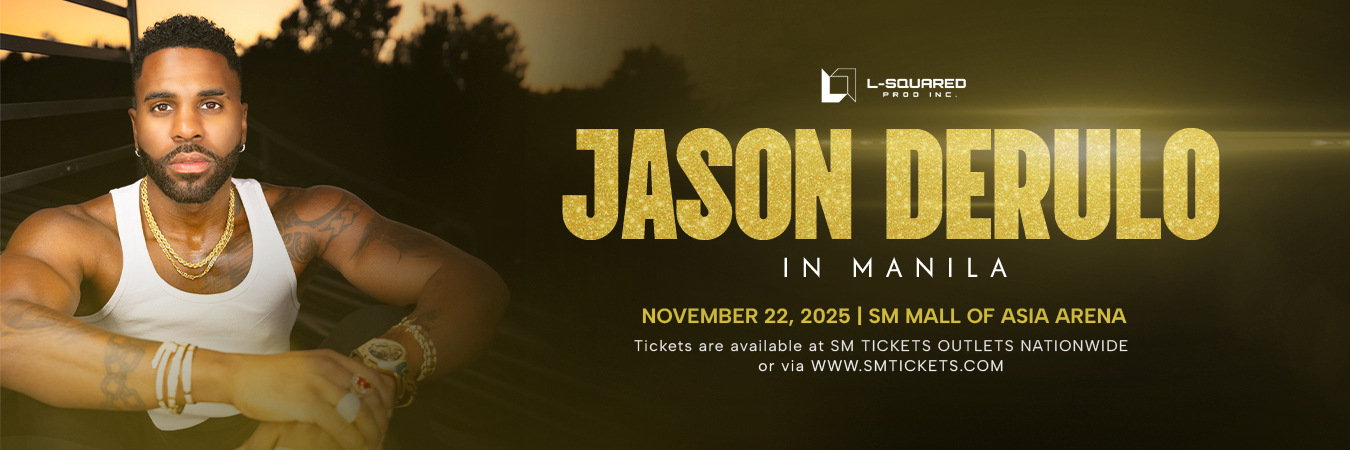 L-SQUARED
PROD INC.
JASON DERULO
IN MANILA
NOVEMBER 22, 2025 | SM MALL OF ASIA ARENA
Tickets are available at SM TICKETS OUTLETS NATIONWIDE
or via WWW.SMTICKETS.COM